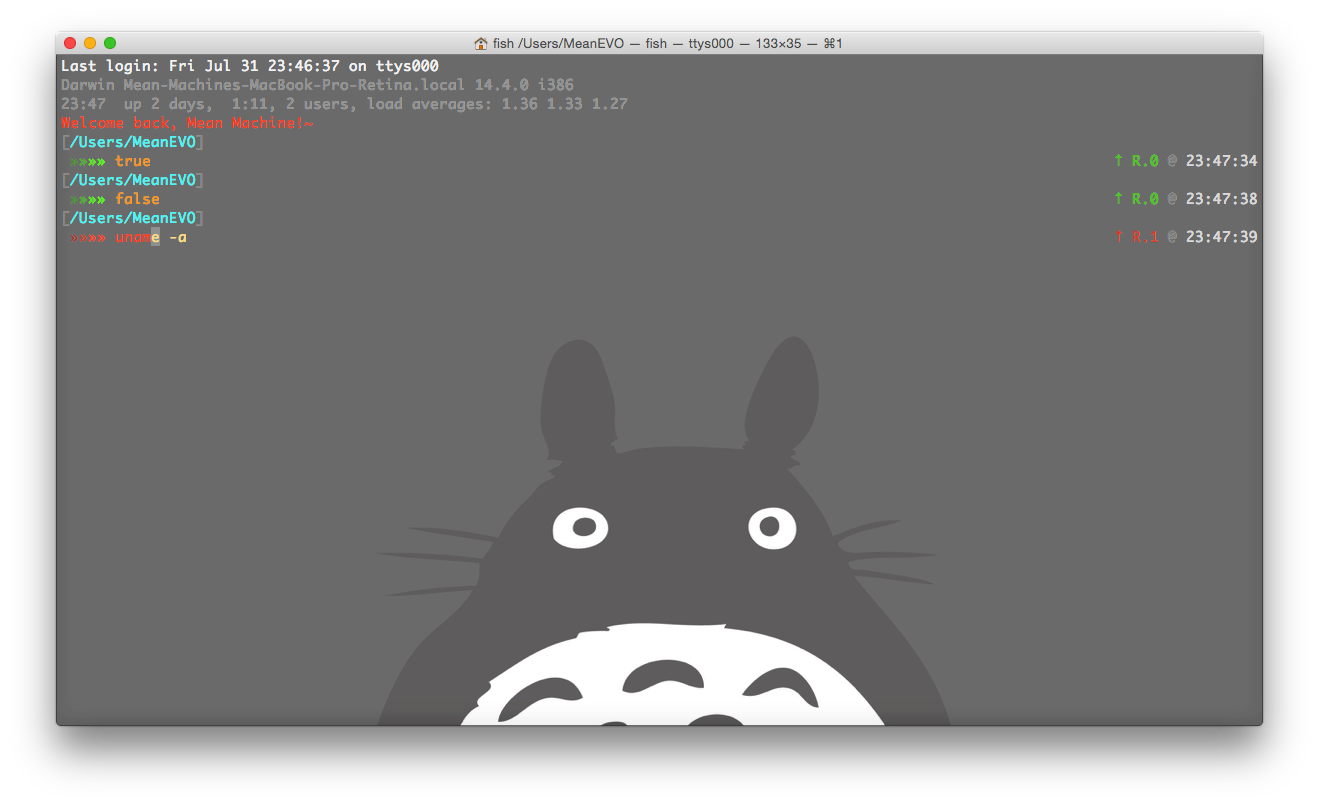 fish /Users/MeanEVO — fish — ttys000 — 133×35 — ⌘1
Last login: Fri Jul 31 23:46:37 on ttys000
Darwin Mean-Machines-MacBook-Pro-Retina.local 14.4.0 i386
23:47  up 2 days,  1:11, 2 users, load averages: 1.36 1.33 1.27
Welcome back, Mean Machine!~
[/Users/MeanEVO]
»»»» true ↑ R.0 @ 23:47:34
[/Users/MeanEVO]
»»»» false ↑ R.0 @ 23:47:38
[/Users/MeanEVO]
»»»» uname -a ↑ R.1 @ 23:47:39